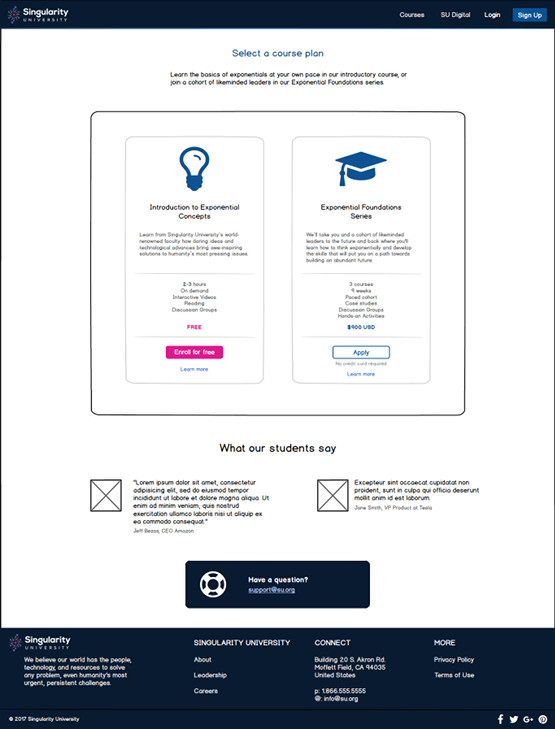 Singularity
UNIVERSITY
Courses SU Digital Login Sign Up
Select a course plan
Learn the basics of exponentials at your own pace in our introductory course, or
join a cohort of likeminded leaders in our Exponential Foundations series.
Introduction to Exponential
Concepts
Learn from Singularity University's world-
renowned faculty how daring ideas and
technological advances bring awe-inspiring
solutions to humanity's most pressing issues.
2-3 hours
On demand
Interactive Videos
Reading
Discussion Groups
FREE
Enroll for free
Learn more
Exponential Foundations
Series
We'll take you and a cohort of likeminded
leaders to the future and back where you'll
learn how to think exponentially and develop
the skills that will put you on a path towards
building an abundant future.
3 courses
9 weeks
Paced cohort
Case studies
Discussion Groups
Hands-on Activities
$900 USD
Apply
No credit card required
Learn more
What our students say
"Lorem ipsum dolor sit amet, consectetur
adipisicing elit, sed do eiusmod tempor
incididunt ut labore et dolore magna aliqua. Ut
enim ad minim veniam, quis nostrud
exercitation ullamco laboris nisi ut aliquip ex
ea commodo consequat."
Jeff Bezos, CEO Amazon
Excepteur sint occaecat cupidatat non
proident, sunt in culpa qui officia deserunt
mollit anim id est laborum.
Jane Smith, VP Product at Tesla
Have a question?
support@su.org
Singularity
UNIVERSITY
We believe our world has the people,
technology, and resources to solve
any problem, even humanity's most
urgent, persistent challenges.
SINGULARITY UNIVERSITY
About
Leadership
Careers
CONNECT
Building 20 S. Akron Rd.
Moffett Field, CA 94035
United States
p: 1.866.555.5555
@: info@su.org
MORE
Privacy Policy
Terms of Use
© 2017 Singularity University